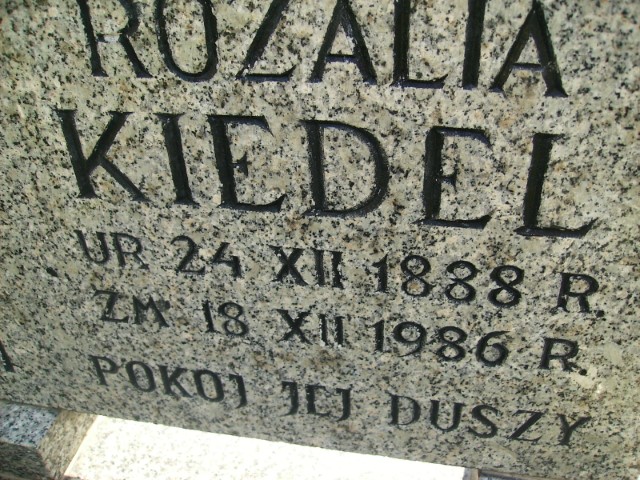 ROZALIA
KIEDEL
UR. 24 XII 1888 R.
ZM. 18 XII 1986 R.
POKÓJ JEJ DUSZY